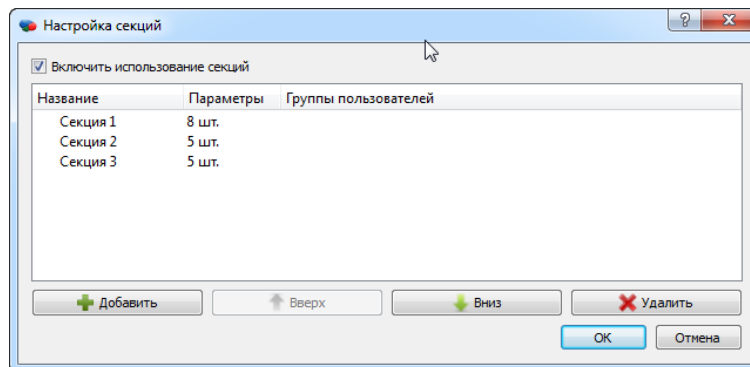 Настройка секций
Включить использование секций
Название Параметры Группы пользователей
Секция 1 8 шт.
Секция 2 5 шт.
Секция 3 5 шт.
Добавить Вверх Вниз Удалить
OK Отмена